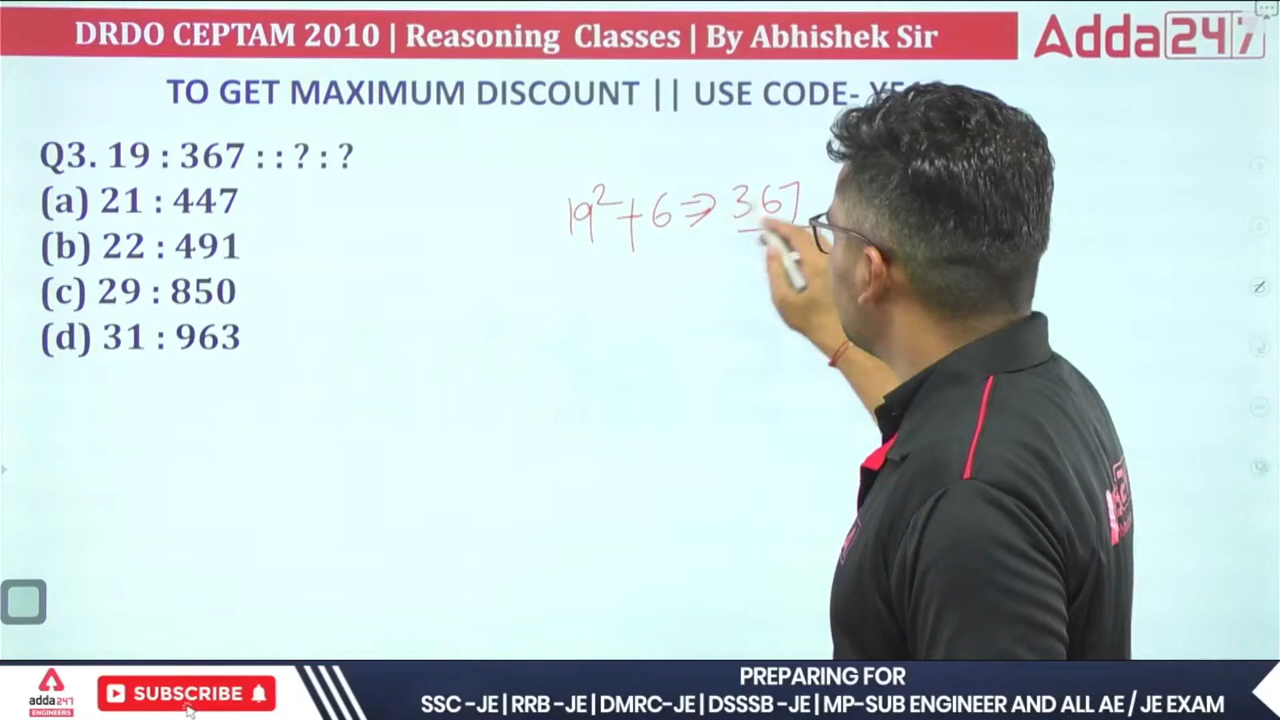 DRDO CEPTAM 2010 | Reasoning Classes | By Abhishek Sir
Adda247
TO GET MAXIMUM DISCOUNT || USE CODE-
Q3. 19 : 367 : : ? : ?
(a) 21 : 447
(b) 22 : 491
(c) 29 : 850
(d) 31 : 963
19² + 6 ⇒ 367
adda247
ENGINEERS
SUBSCRIBE
PREPARING FOR
SSC -JE | RRB -JE | DMRC-JE | DSSSB -JE | MP-SUB ENGINEER AND ALL AE / JE EXAM